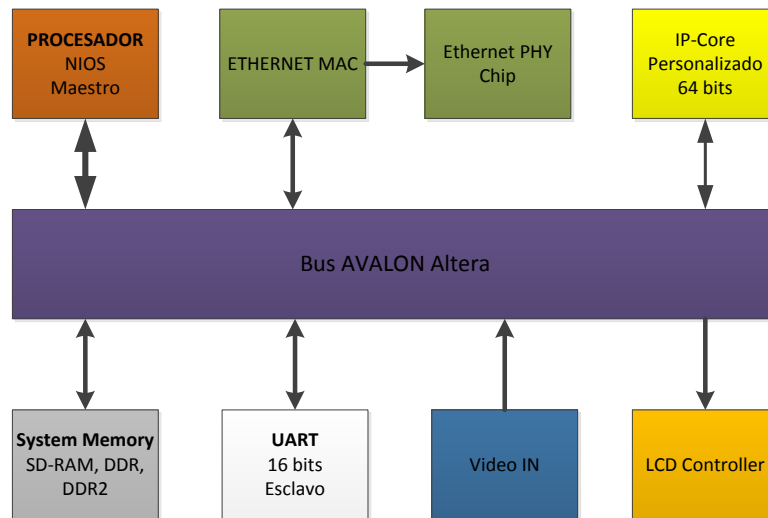 PROCESADOR
NIOS
Maestro
ETHERNET MAC
Ethernet PHY
Chip
IP-Core
Personalizado
64 bits
Bus AVALON Altera
System Memory
SD-RAM, DDR,
DDR2
UART
16 bits
Esclavo
Video IN
LCD Controller